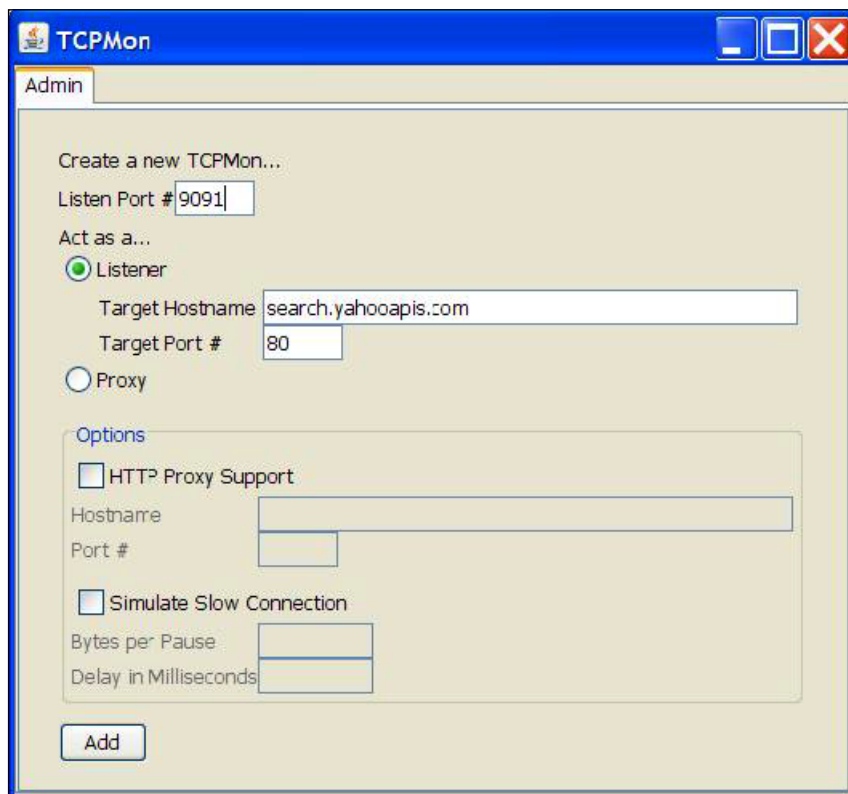 TCPMon
Admin
Create a new TCPMon...
Listen Port # 9091
Act as a...
Listener
Target Hostname search.yahooapis.com
Target Port # 80
Proxy
Options
HTTP Proxy Support
Hostname
Port #
Simulate Slow Connection
Bytes per Pause
Delay in Milliseconds
Add